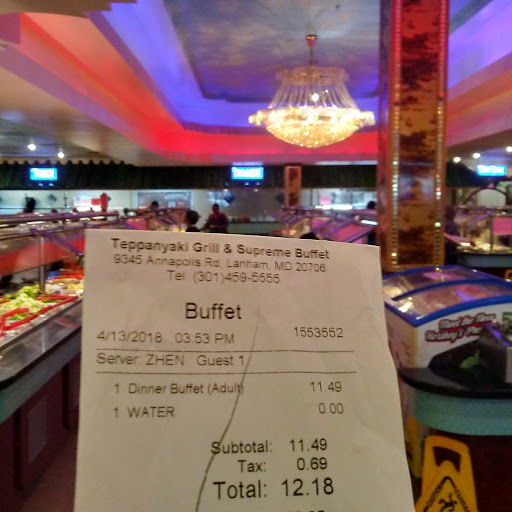 Teppanyaki Grill & Supreme Buffet
9345 Annapolis Rd, Lanham, MD 20706
Tel: (301)459-5555
Buffet
4/13/2018 03:53 PM 1553552
Server: ZHEN Guest 1
1 Dinner Buffet (Adult) 11.49
1 WATER 0.00
Subtotal: 11.49
Tax: 0.69
Total: 12.18